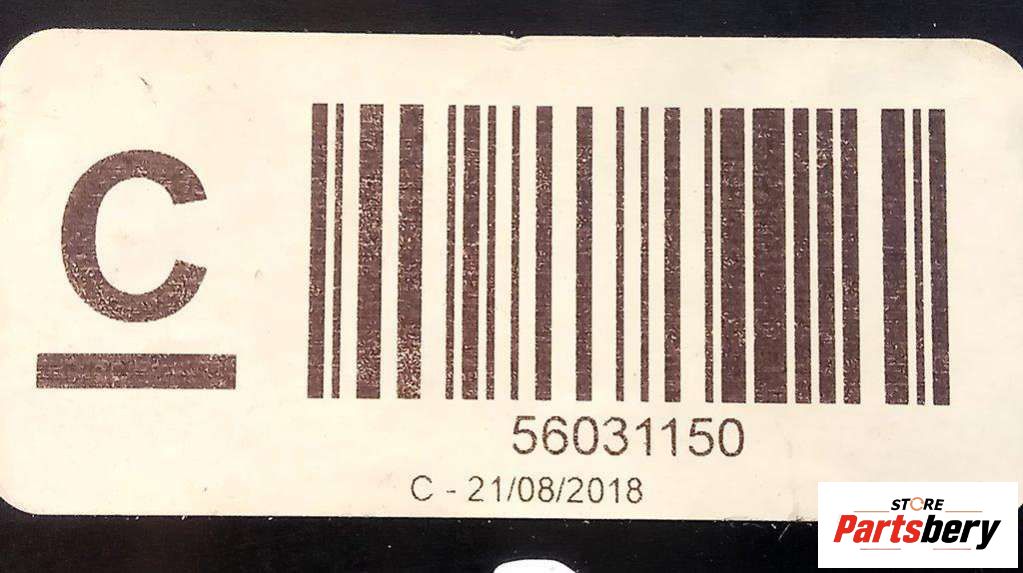 C
56031150
C - 21/08/2018
STORE
Partsbery